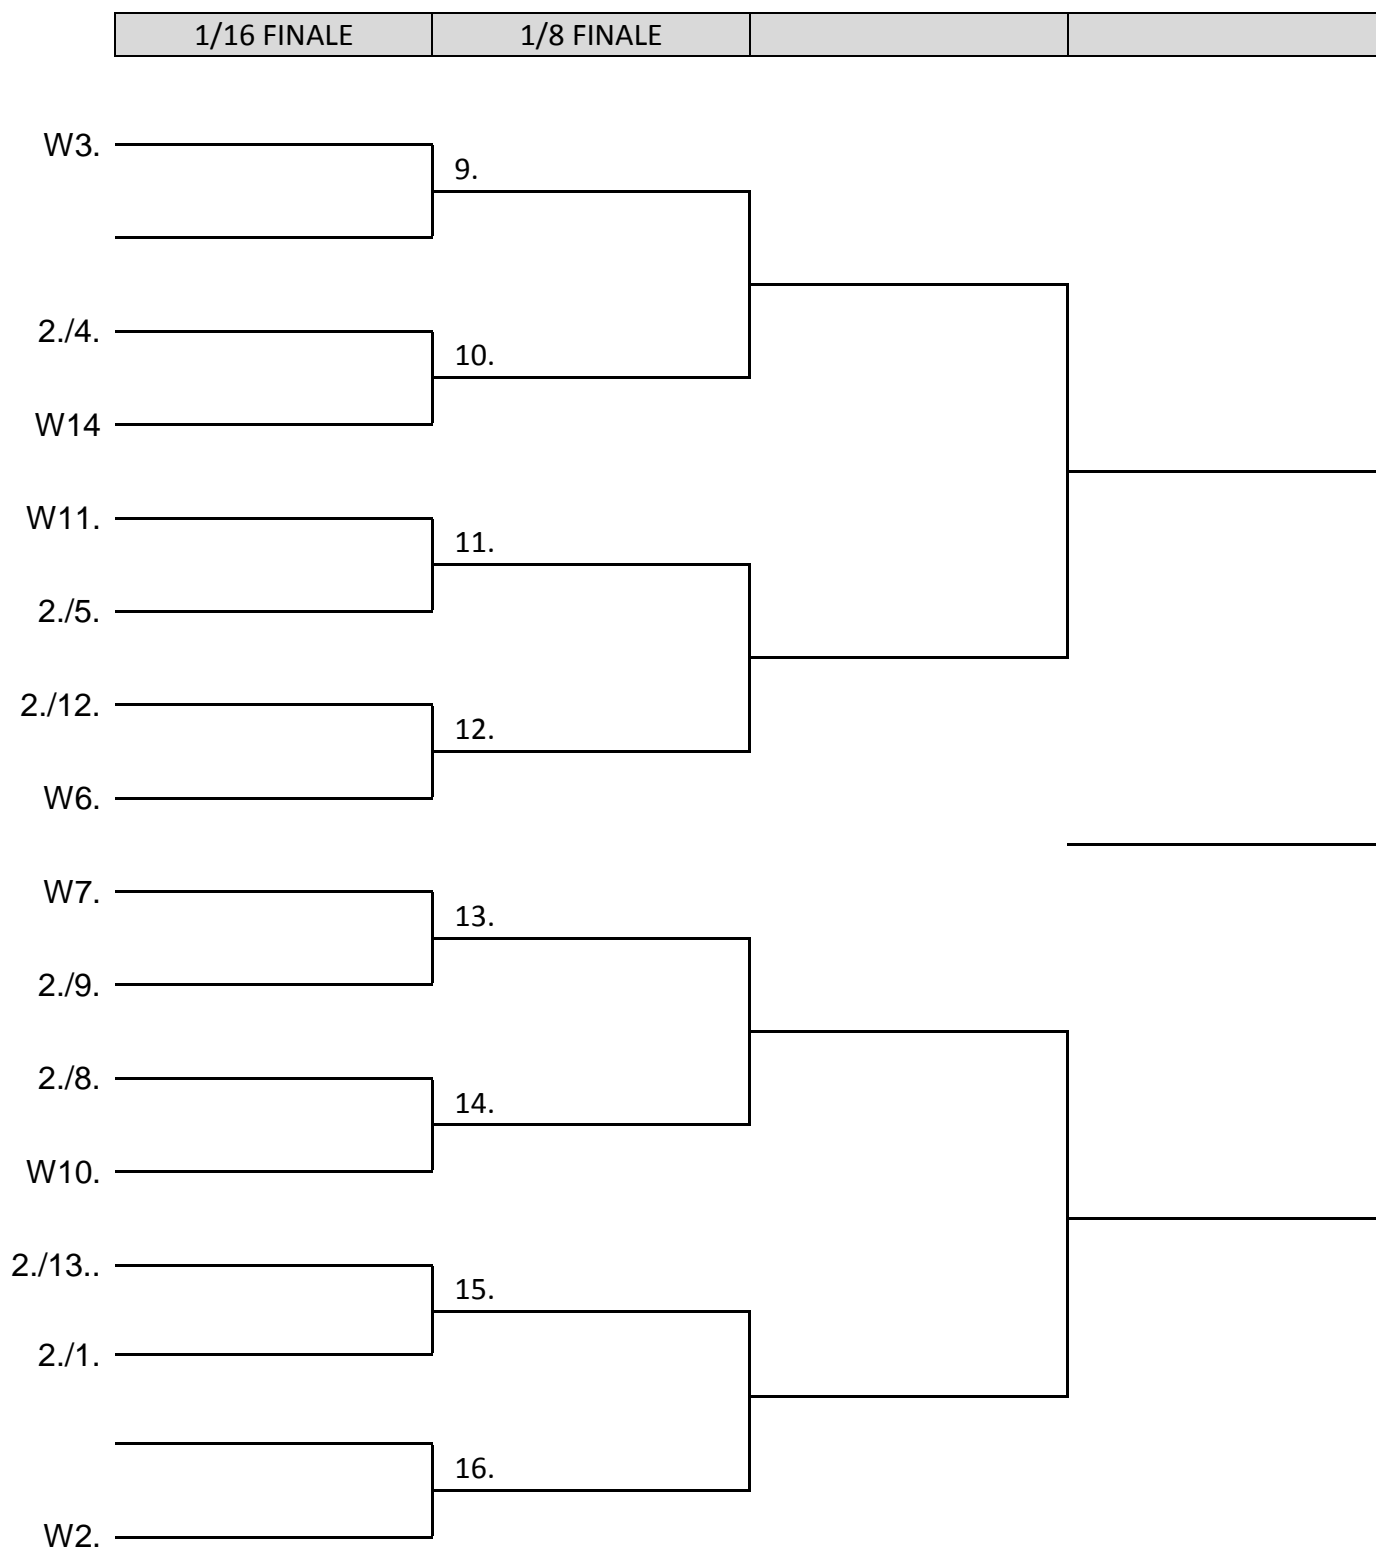 1/16 FINALE 1/8 FINALE
W3.
9.
2./4.
10.
W14
W11.
11.
2./5.
2./12.
12.
W6.
W7.
13.
2./9.
2./8.
14.
W10.
2./13..
15.
2./1.
16.
W2.